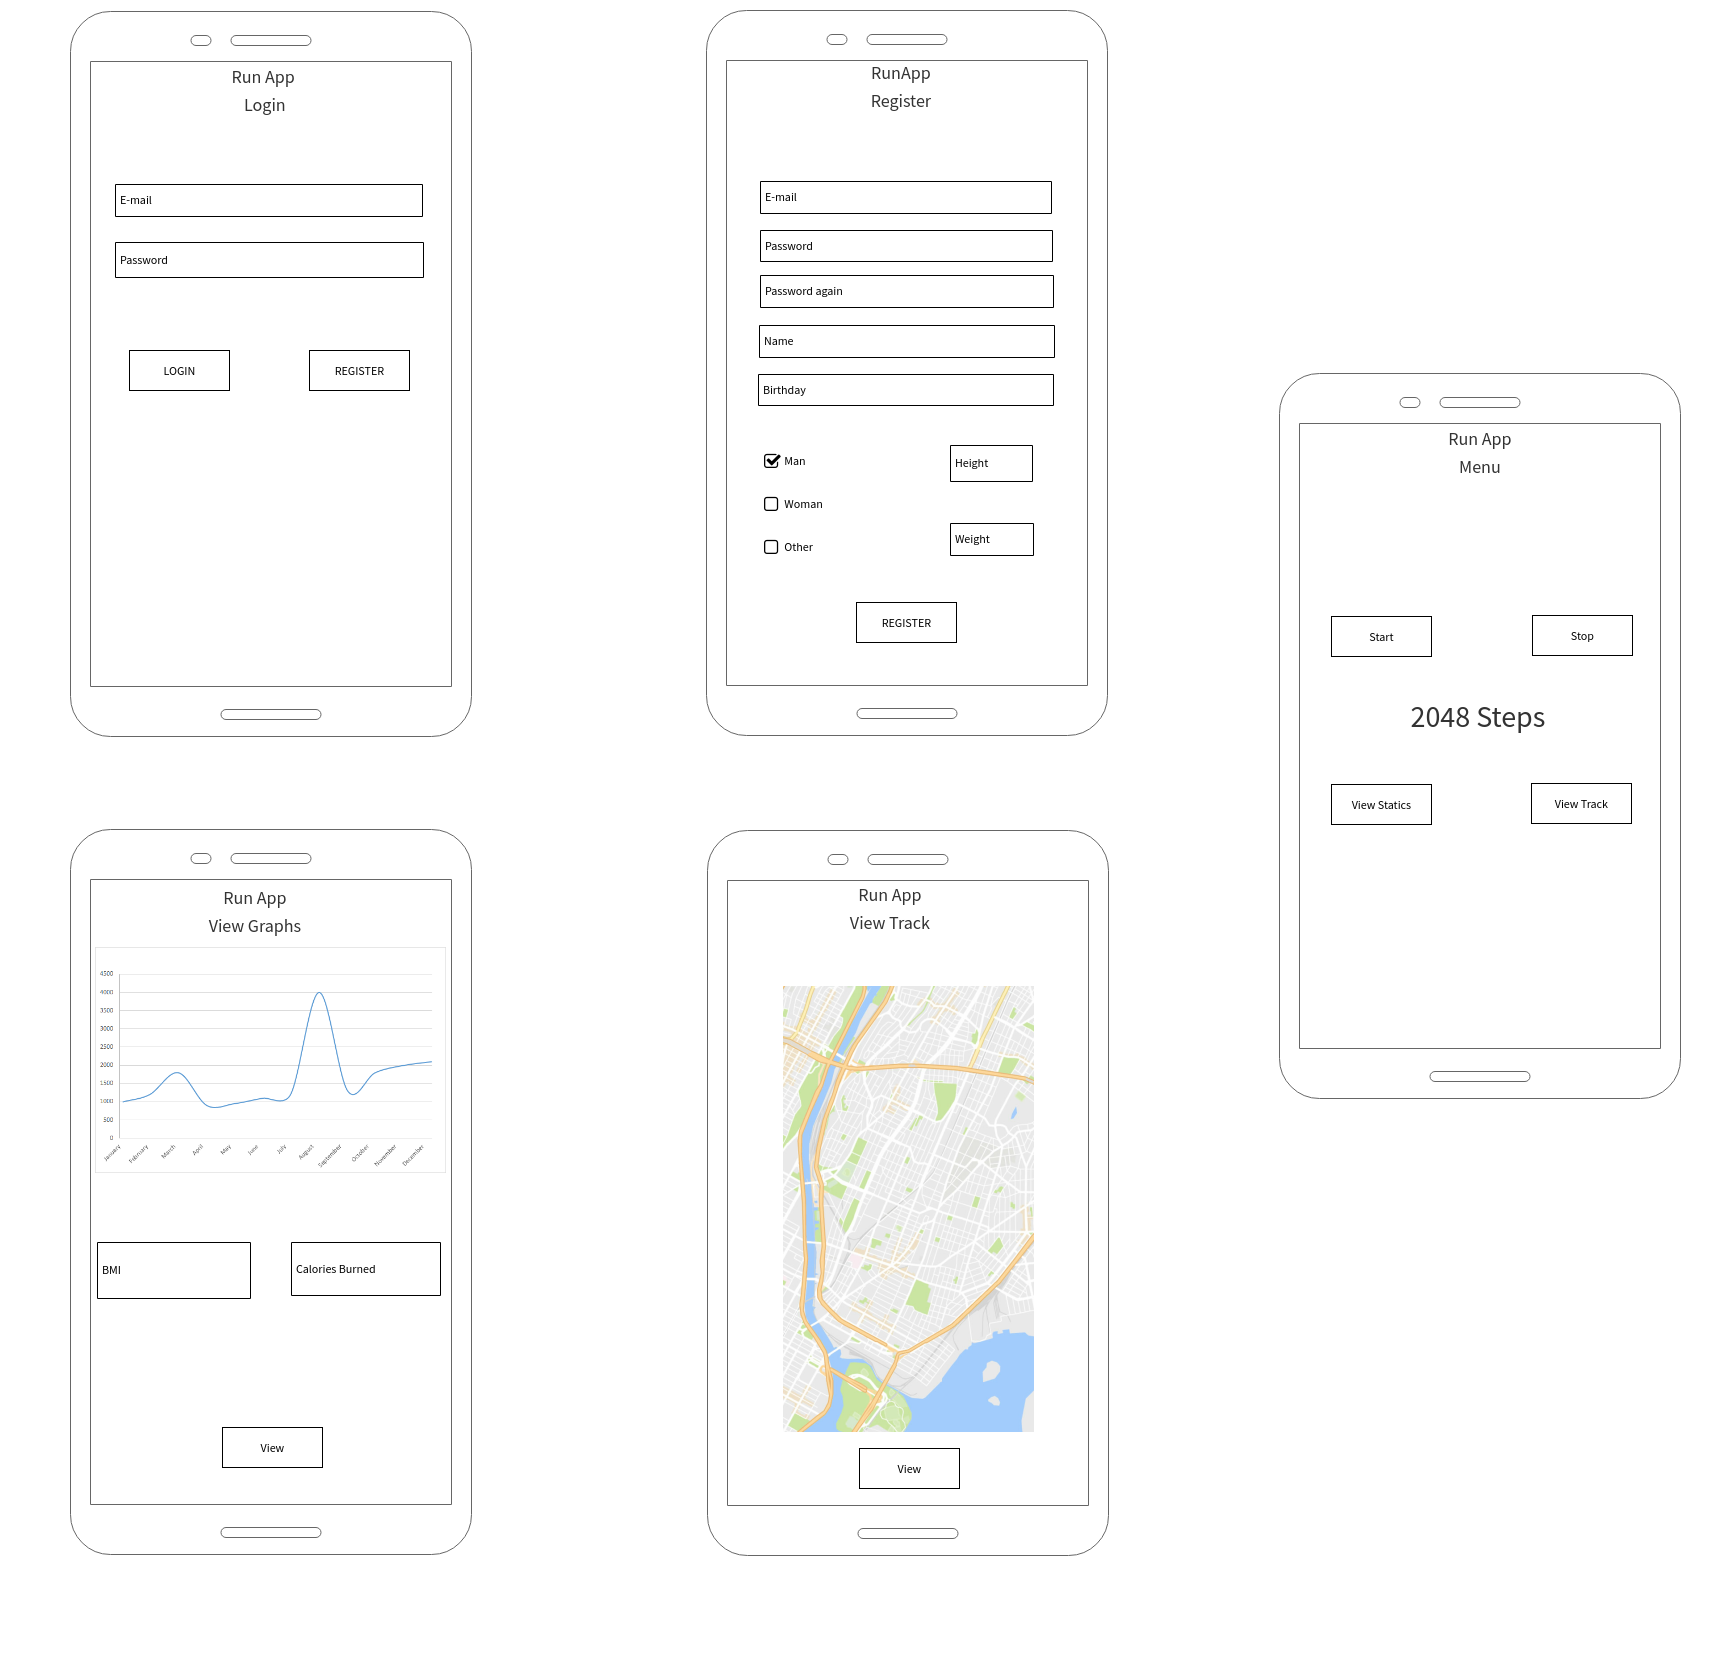 Run App
Login
E-mail
Password
LOGIN
REGISTER
RunApp
Register
E-mail
Password
Password again
Name
Birthday
Man
Height
Woman
Weight
Other
REGISTER
Run App
Menu
Start
Stop
2048 Steps
View Statics
View Track
Run App
View Graphs
4500
4000
3500
3000
2500
2000
1500
1000
500
0
January
February
March
April
May
June
July
August
September
October
November
December
BMI
Calories Burned
View
Run App
View Track
View